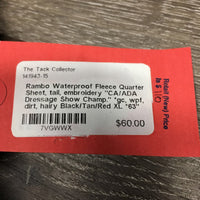 The Tack Collector
141943-15
Rambo Waterproof Fleece Quarter
Sheet, tail, embroidery "CA/ADA
Dressage Show Champ." *gc, wpf,
dirt, hairy Black/Tan/Red XL *63"
7VGWWX
$60.00
Retail (New) Price
is $